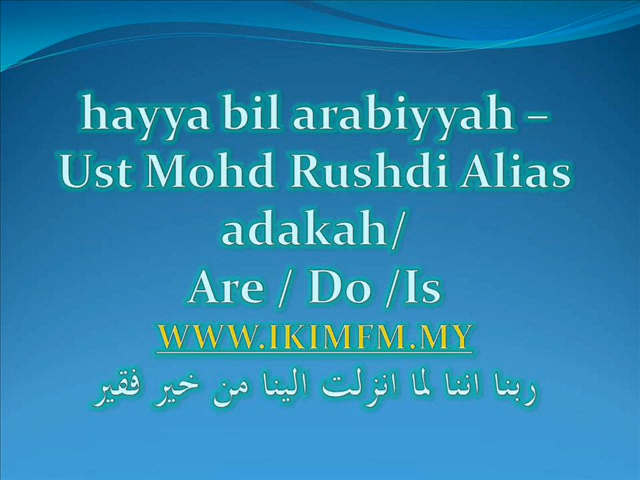 hayya bil arabiyyah –
Ust Mohd Rushdi Alias
adakah/
Are / Do /Is
WWW.IKIMFM.MY
ربنا اننا لما انزلت الينا من خير فقير